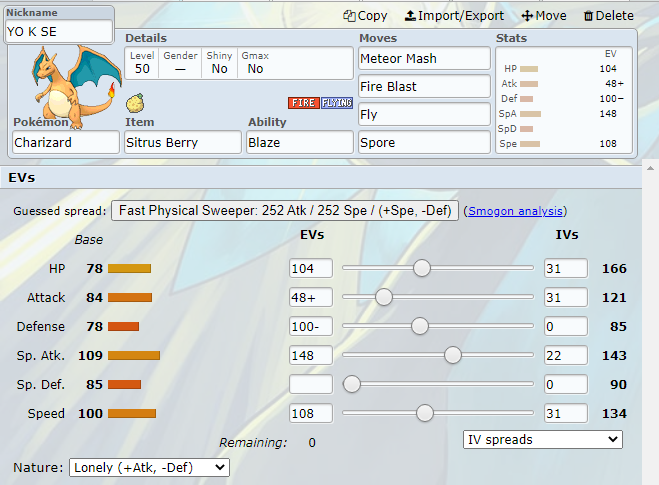 Nickname
YO K SE
Copy Import/Export Move Delete
Details
Level Gender Shiny Gmax
50 — No No
FIRE FLYING
Pokémon Item Ability
Charizard Sitrus Berry Blaze
Moves
Meteor Mash
Fire Blast
Fly
Spore
Stats
EV
HP 104
Atk 48+
Def 100−
SpA 148
SpD
Spe 108
EVs
Guessed spread: Fast Physical Sweeper: 252 Atk / 252 Spe / (+Spe, -Def) (Smogon analysis)
Base EVs IVs
HP 78 104 31 166
Attack 84 48+ 31 121
Defense 78 100- 0 85
Sp. Atk. 109 148 22 143
Sp. Def. 85 0 90
Speed 100 108 31 134
Remaining: 0 IV spreads
Nature: Lonely (+Atk, -Def)